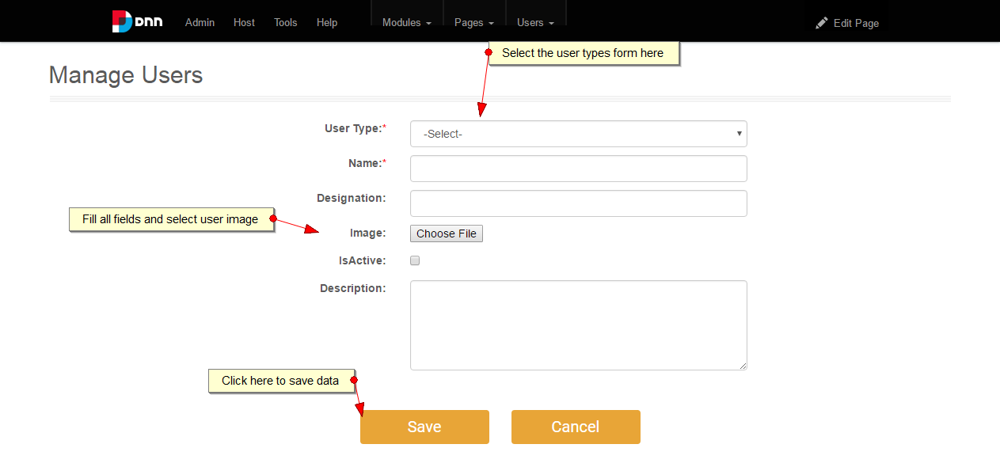 DNN Admin Host Tools Help Modules Pages Users Edit Page
Select the user types form here
Manage Users
User Type:* -Select-
Name:*
Designation:
Fill all fields and select user image
Image: Choose File
IsActive:
Description:
Click here to save data
Save Cancel